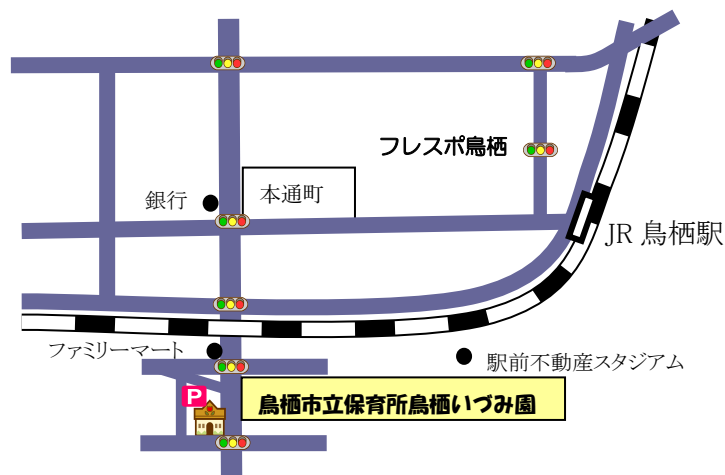 フレスポ鳥栖
銀行
本通町
JR 鳥栖駅
ファミリーマート
駅前不動産スタジアム
P
鳥栖市立保育所鳥栖いづみ園